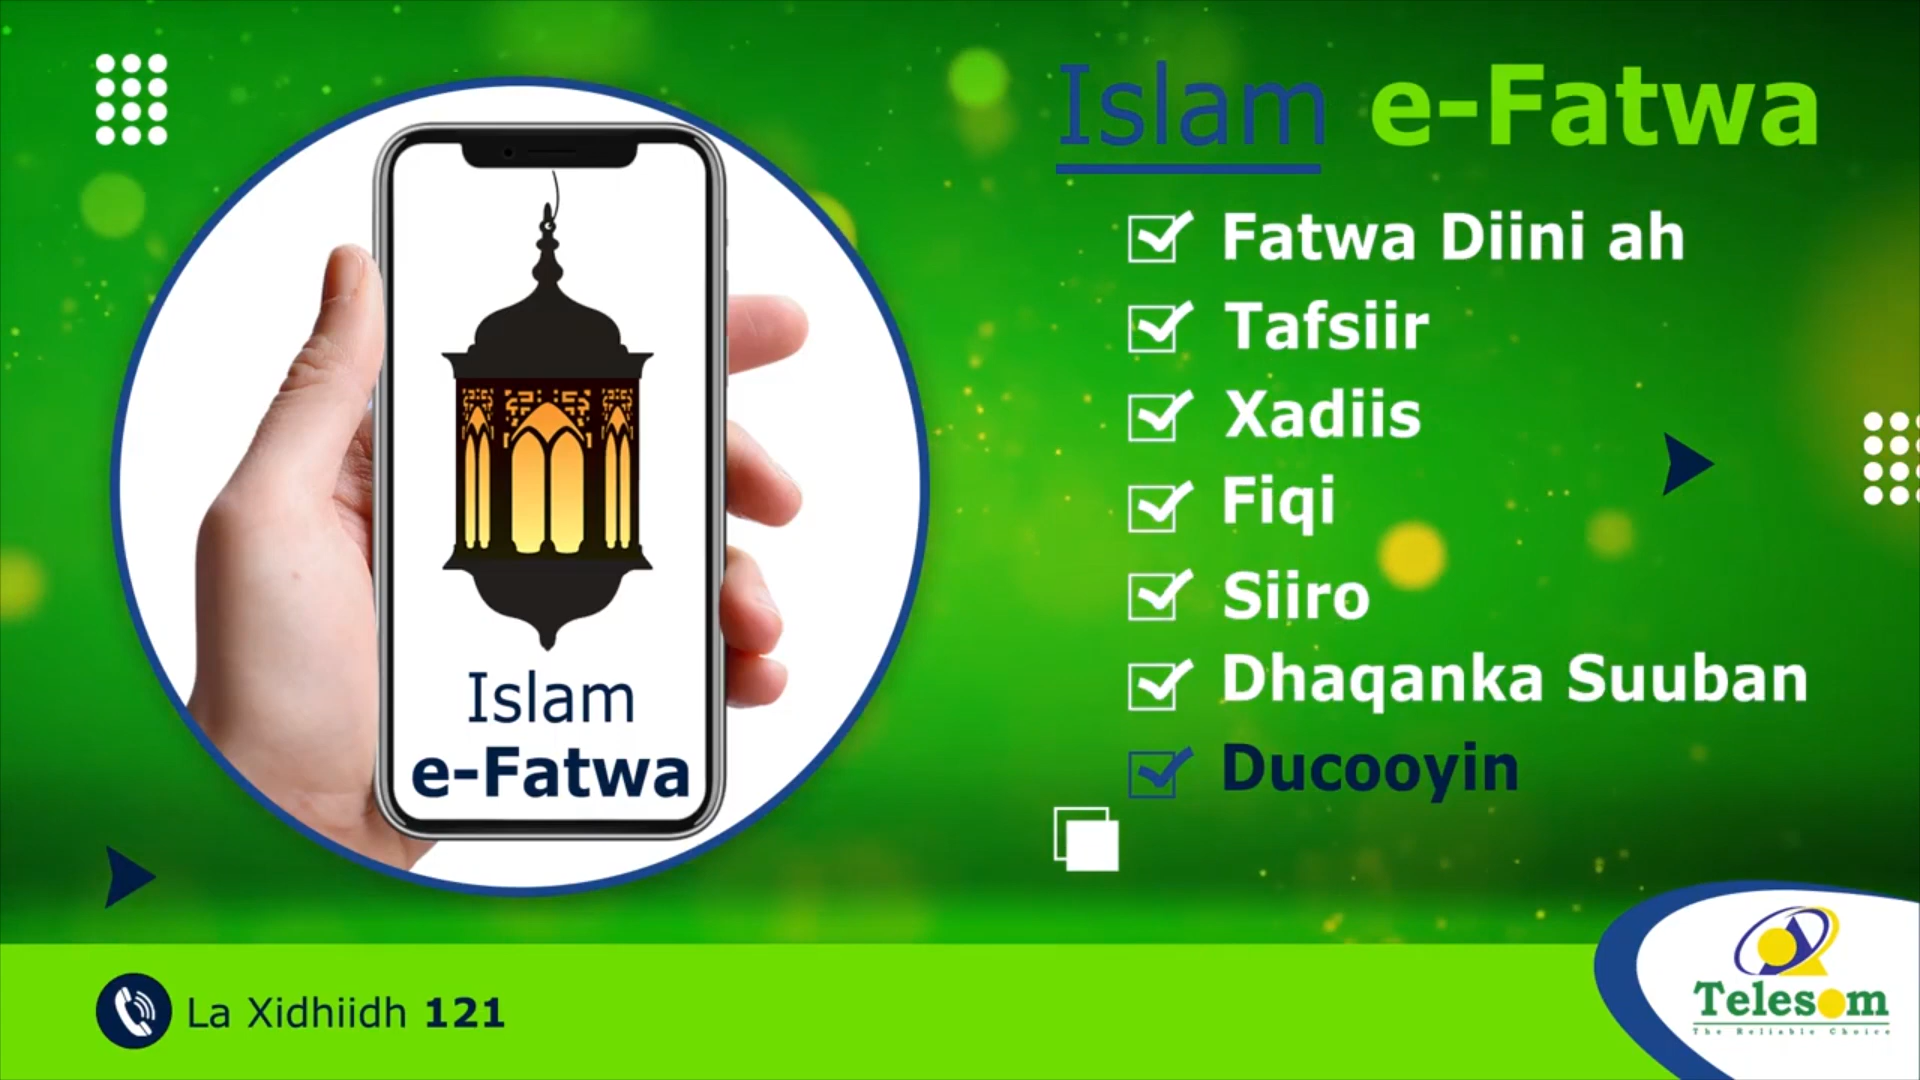 Islam e-Fatwa
Fatwa Diini ah
Tafsiir
Xadiis
Fiqi
Siiro
Dhaqanka Suuban
Ducooyin
Islam
e-Fatwa
La Xidhiidh 121
Telesom
The Reliable Choice